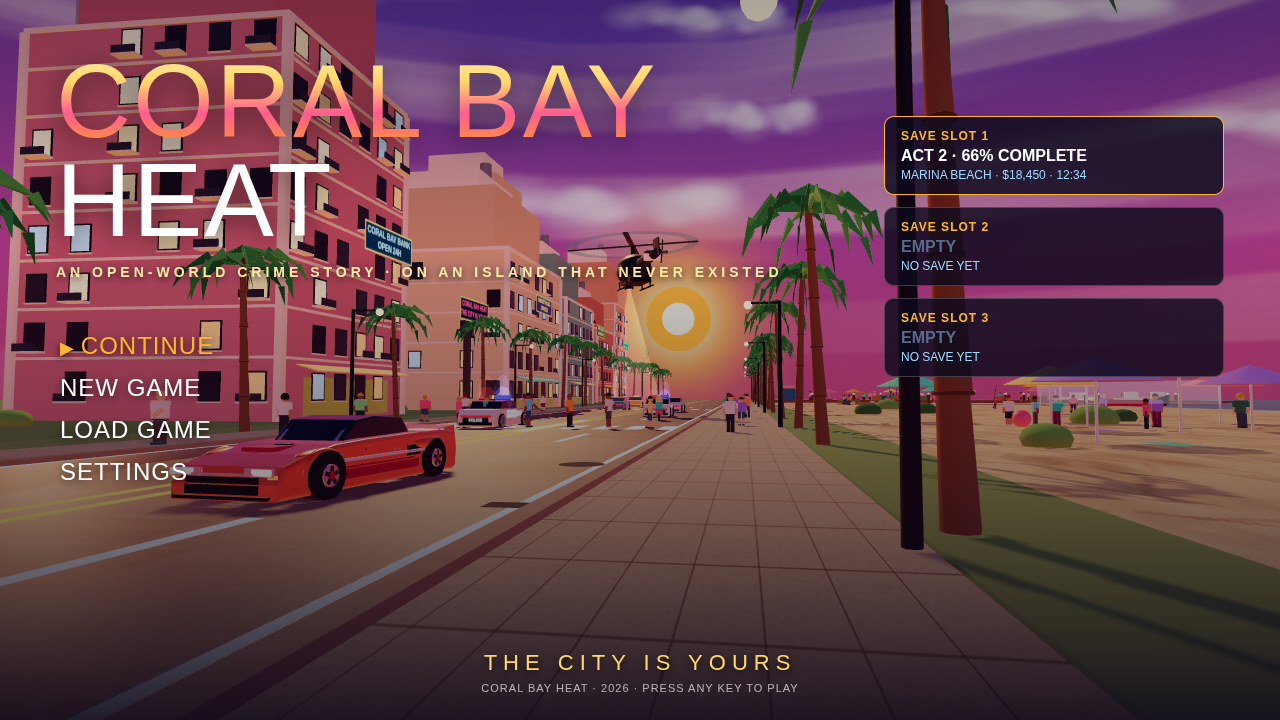 CORAL BAY
HEAT
AN OPEN-WORLD CRIME STORY · ON AN ISLAND THAT NEVER EXISTED
▶ CONTINUE
NEW GAME
LOAD GAME
SETTINGS
SAVE SLOT 1
ACT 2 · 66% COMPLETE
MARINA BEACH · $18,450 · 12:34
SAVE SLOT 2
EMPTY
NO SAVE YET
SAVE SLOT 3
EMPTY
NO SAVE YET
CORAL BAY BANK
OPEN 24H
CORAL BAY HEAT
THE CITY IS YOURS
CORAL BAY HEAT · 2026 · PRESS ANY KEY TO PLAY